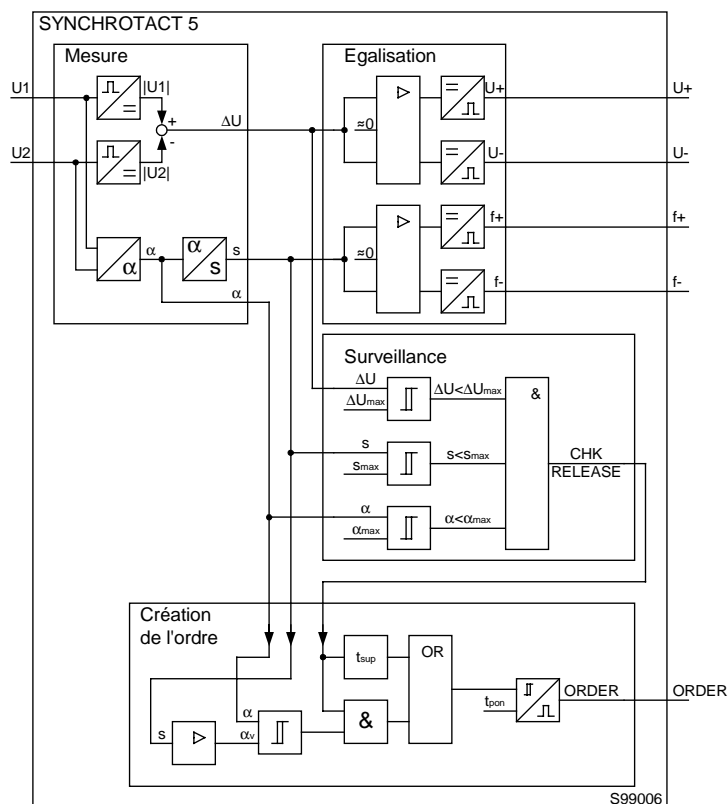 SYNCHROTACT 5
Mesure
Egalisation
U1
|U1|
+
ΔU
-
U2
|U2|
≈0
U+
U+
U-
U-
α
α
α
s
s
α
≈0
f+
f+
f-
f-
Surveillance
ΔU
ΔUmax
ΔU<ΔUmax
&
s
smax
s<smax
CHK
RELEASE
α
αmax
α<αmax
Création
de l'ordre
tsup
OR
s
α
αv
&
tpon
ORDER
ORDER
S99006